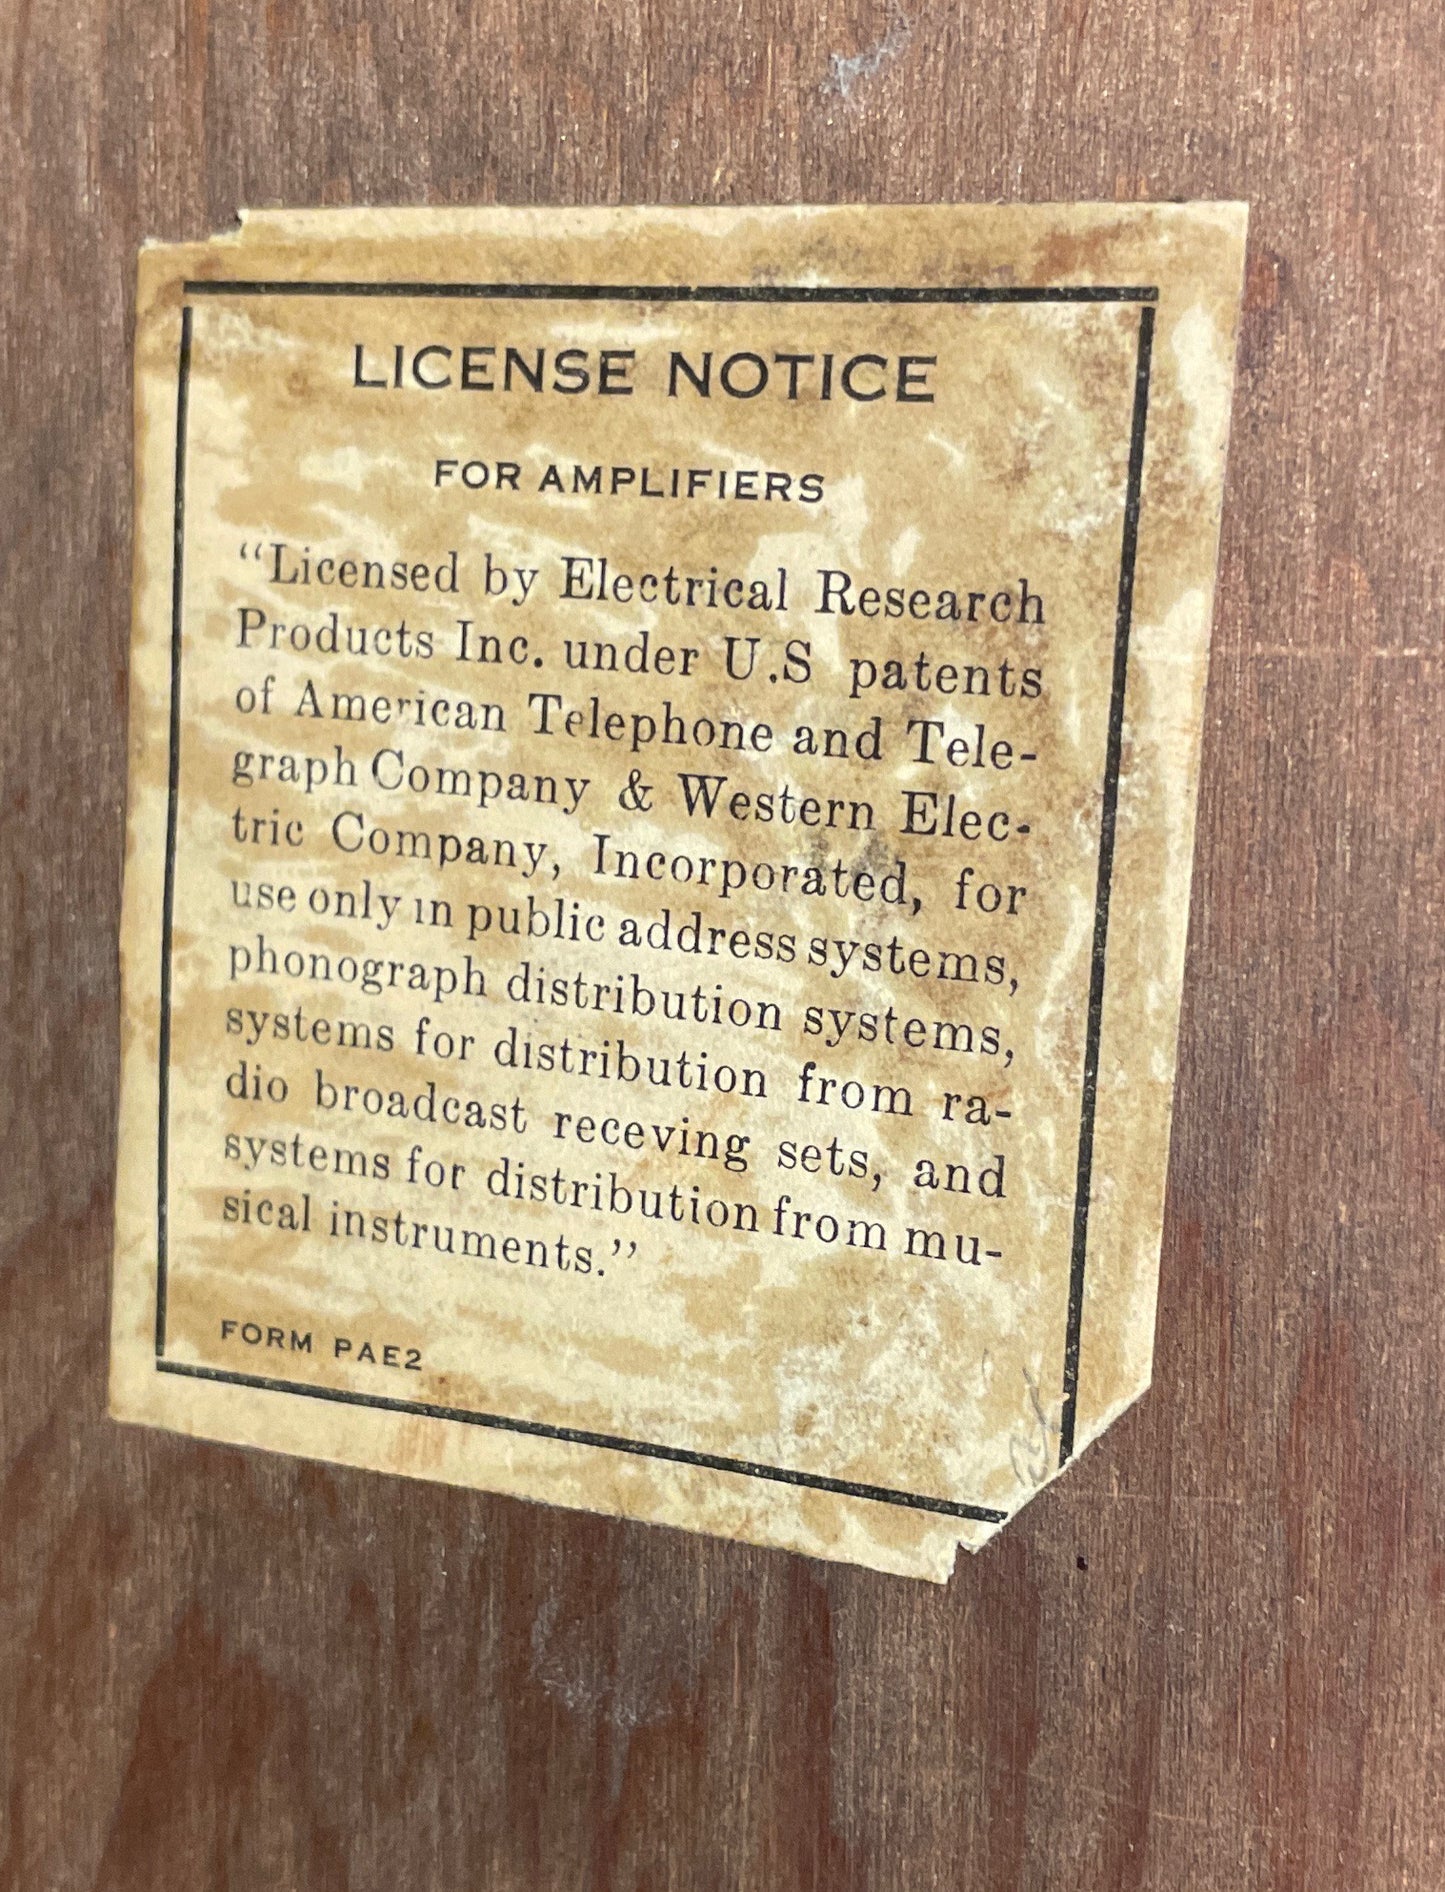 LICENSE NOTICE
FOR AMPLIFIERS
“Licensed by Electrical Research
Products Inc. under U.S patents
of American Telephone and Tele-
graph Company & Western Elec-
tric Company, Incorporated, for
use only in public address systems,
phonograph distribution systems,
systems for distribution from ra-
dio broadcast receving sets, and
systems for distribution from mu-
sical instruments.”
FORM PAE2